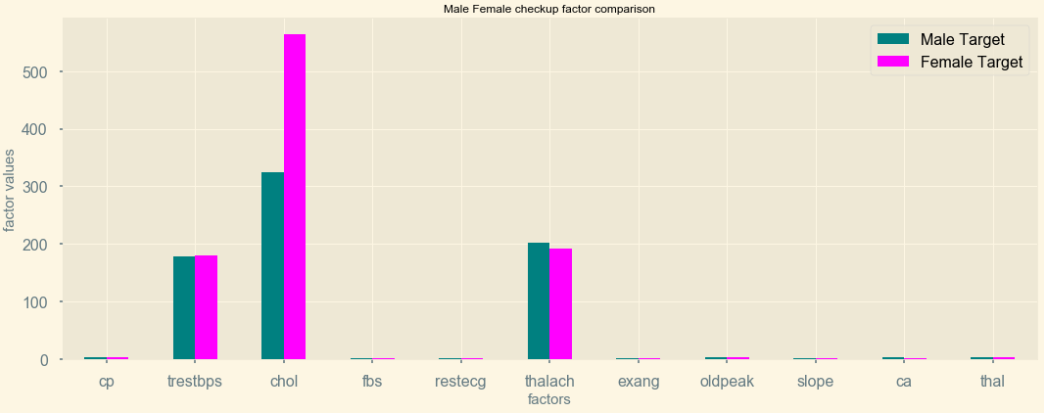 Male Female checkup factor comparison
Male Target
Female Target
factor values
500
400
300
200
100
0
cp trestbps chol fbs restecg thalach exang oldpeak slope ca thal
factors